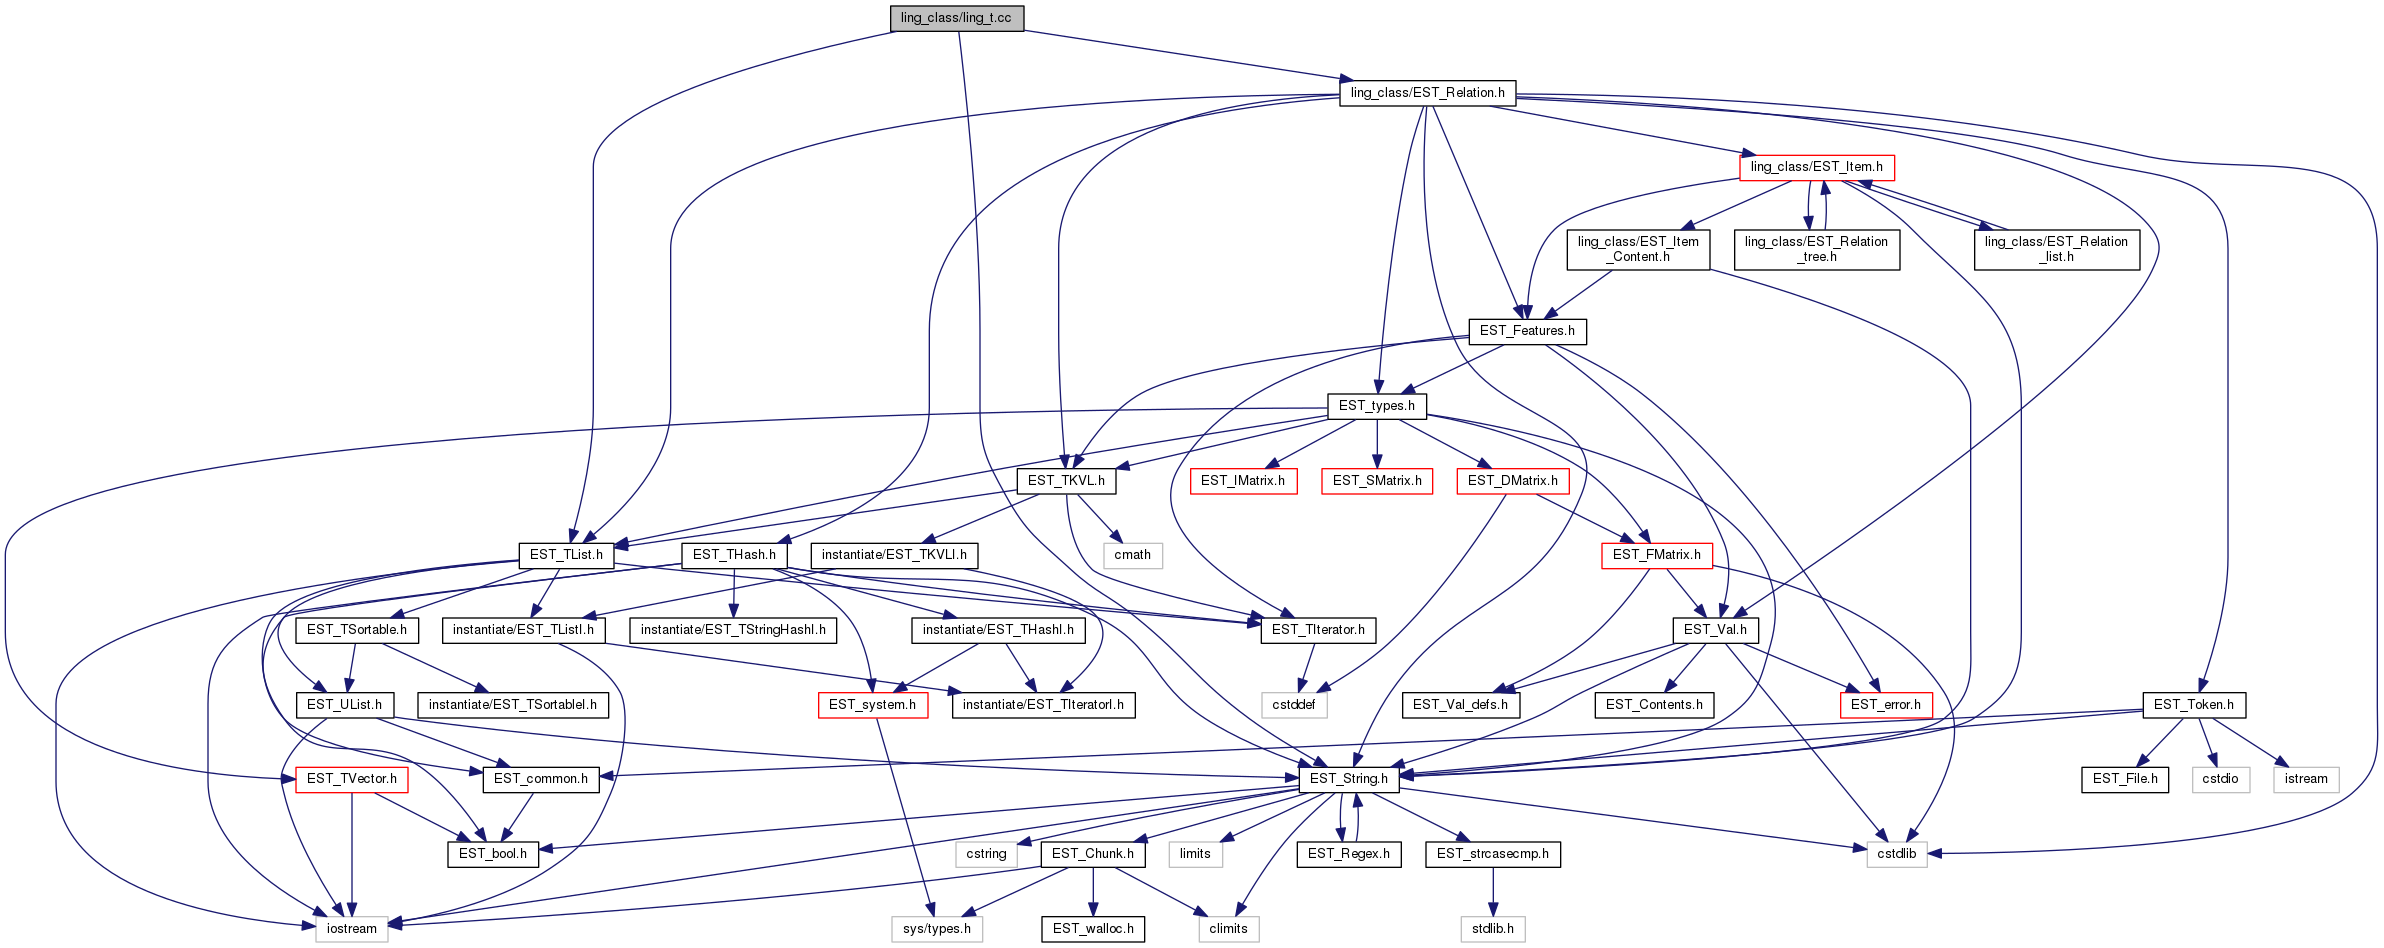 ling_class/ling_t.cc
ling_class/EST_Relation.h
ling_class/EST_Item.h
ling_class/EST_Item
_Content.h
ling_class/EST_Relation
_tree.h
ling_class/EST_Relation
_list.h
EST_Features.h
EST_types.h
EST_TKVL.h
EST_IMatrix.h
EST_SMatrix.h
EST_DMatrix.h
EST_TList.h
EST_THash.h
instantiate/EST_TKVLI.h
cmath
EST_FMatrix.h
EST_TSortable.h
instantiate/EST_TListI.h
instantiate/EST_TStringHashI.h
instantiate/EST_THashI.h
EST_TIterator.h
EST_Val.h
EST_UList.h
instantiate/EST_TSortableI.h
EST_system.h
instantiate/EST_TIteratorI.h
cstddef
EST_Val_defs.h
EST_Contents.h
EST_error.h
EST_Token.h
EST_TVector.h
EST_common.h
EST_String.h
EST_File.h
cstdio
istream
EST_bool.h
cstring
EST_Chunk.h
limits
EST_Regex.h
EST_strcasecmp.h
cstdlib
iostream
sys/types.h
EST_walloc.h
climits
stdlib.h